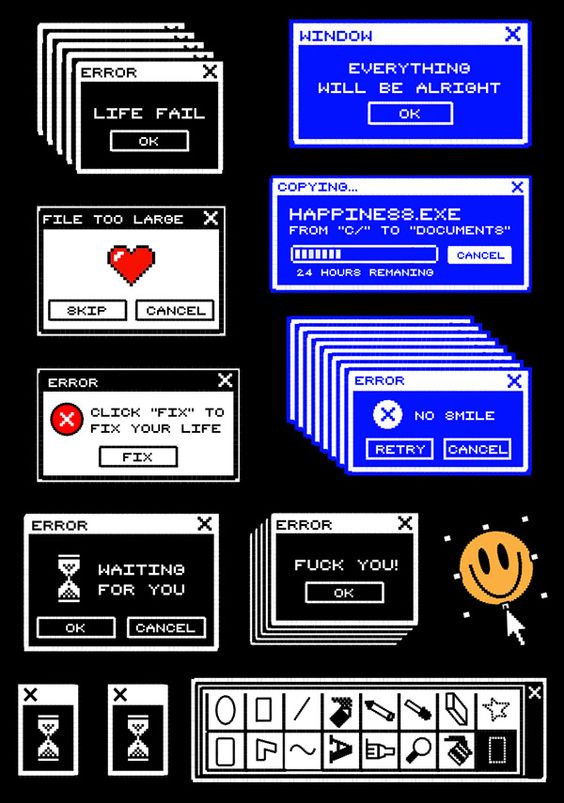 ERROR
LIFE FAIL
OK
WINDOW
EVERYTHING
WILL BE ALRIGHT
OK
FILE TOO LARGE
SKIP
CANCEL
COPYING...
HAPPINESS.EXE
FROM "C/" TO "DOCUMENTS"
CANCEL
24 HOURS REMANING
ERROR
CLICK "FIX" TO
FIX YOUR LIFE
FIX
ERROR
NO SMILE
RETRY
CANCEL
ERROR
WAITING
FOR YOU
OK
CANCEL
ERROR
FUCK YOU!
OK
A